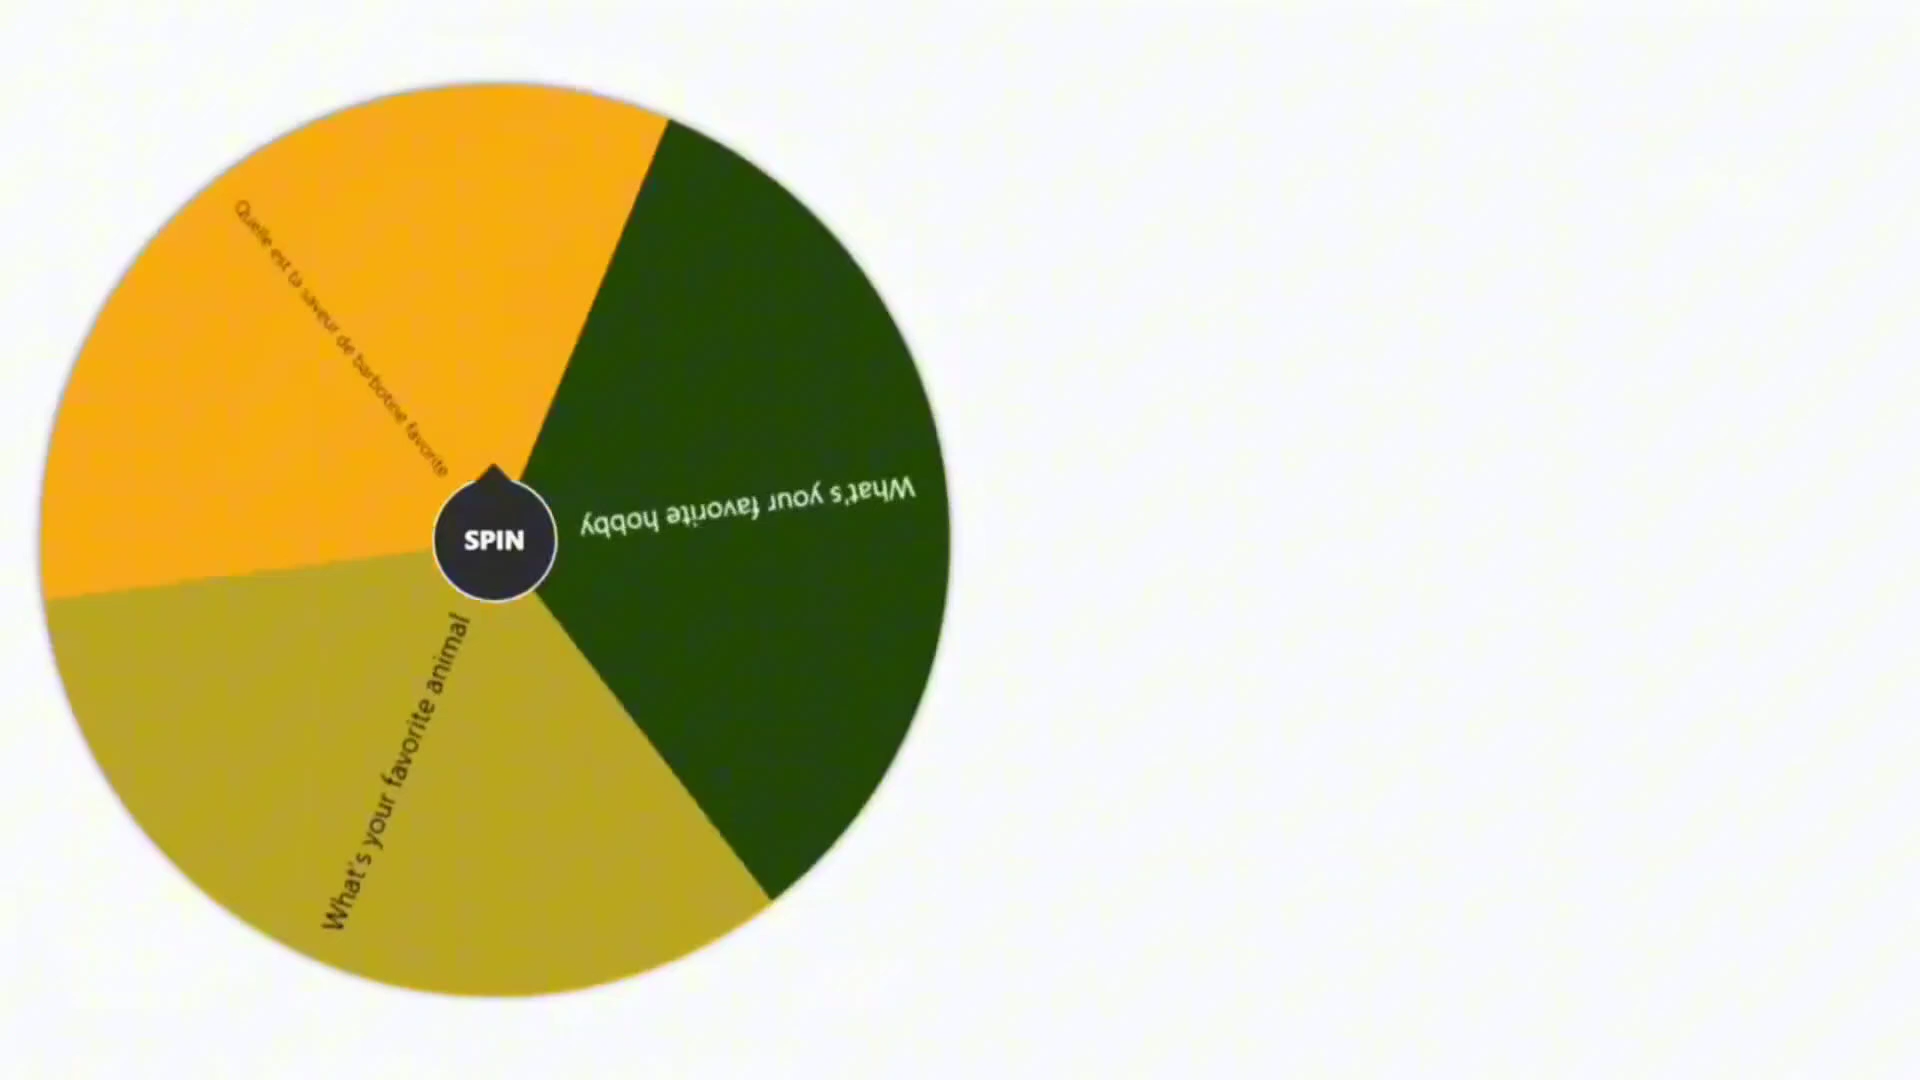 Quelle est ta saveur de barbotine favorite
What's your favorite hobby
SPIN
What's your favorite animal